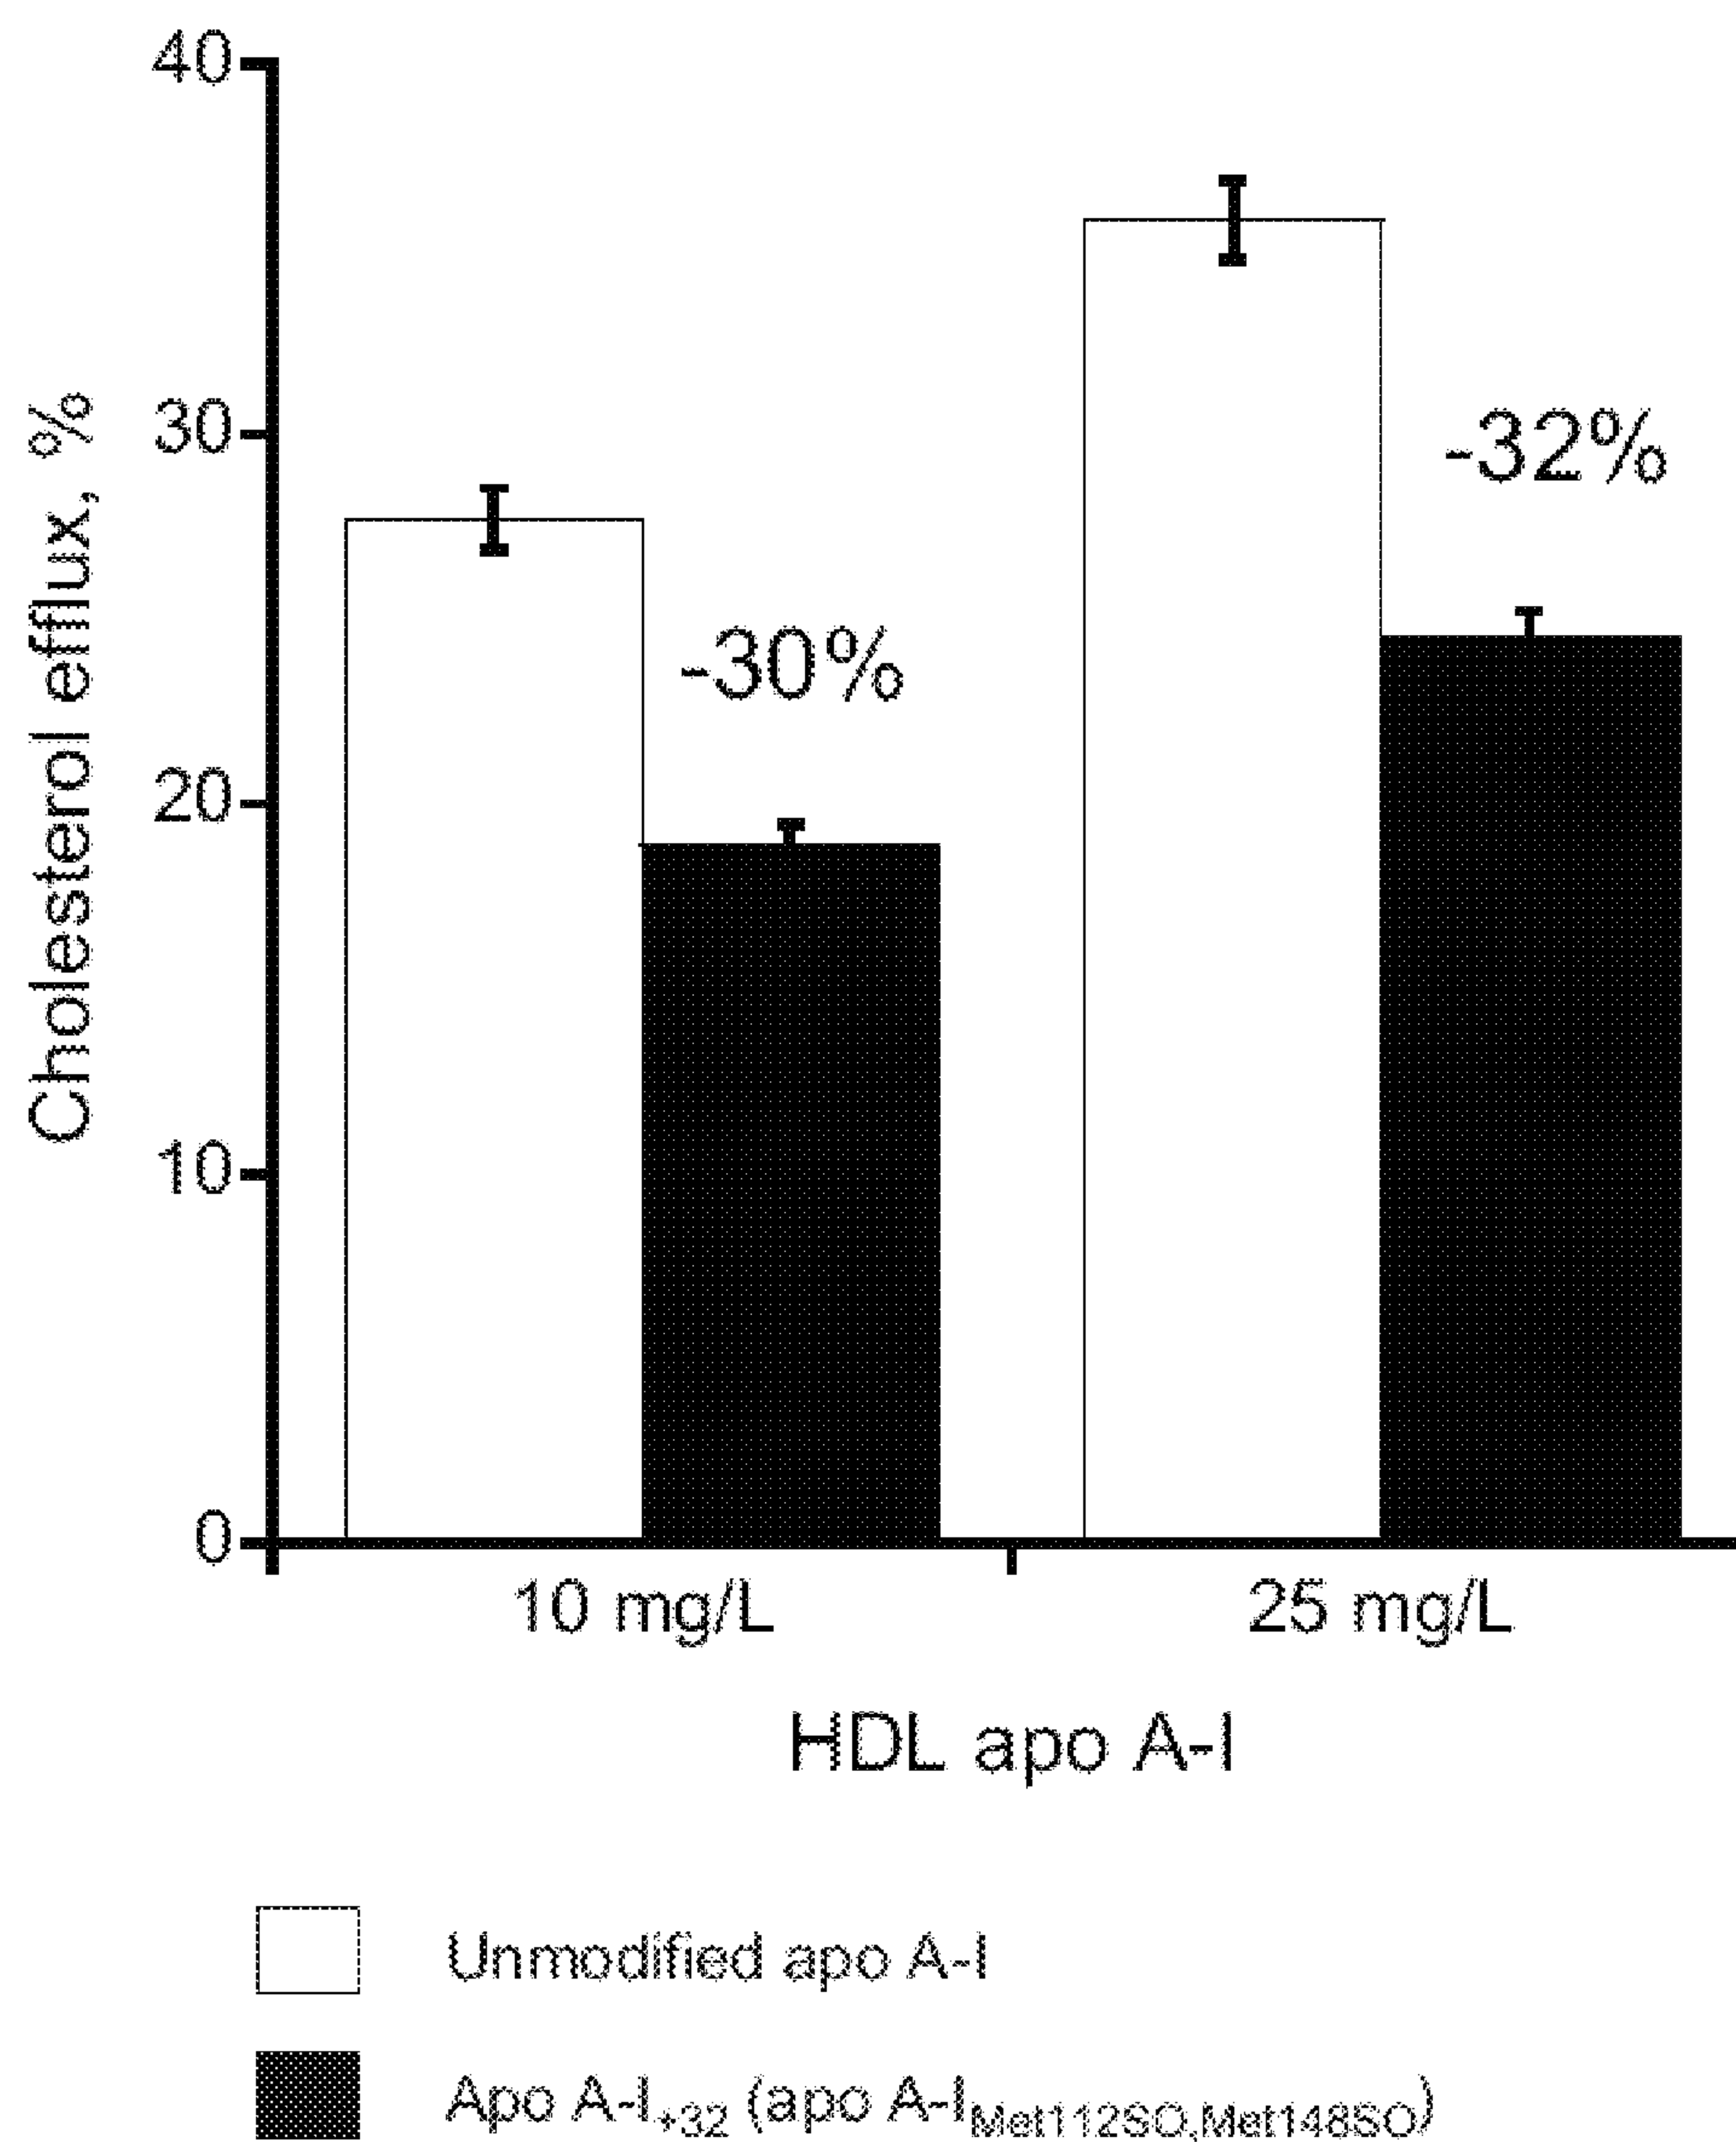 40
30
20
10
0
Cholesterol efflux, %
-30%
-32%
10 mg/L
25 mg/L
HDL apo A-I
Unmodified apo A-I
Apo A-I+32 (apo A-IMet112SO,Met148SO)